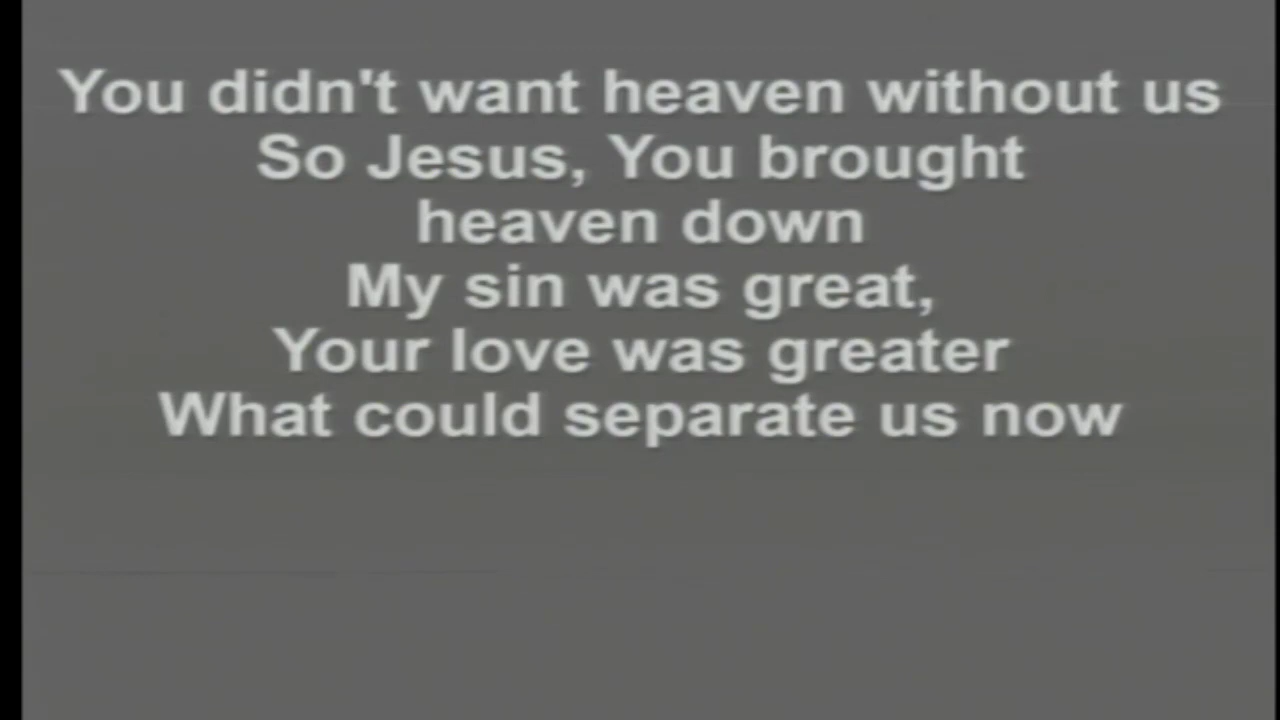 You didn't want heaven without us
So Jesus, You brought
heaven down
My sin was great,
Your love was greater
What could separate us now